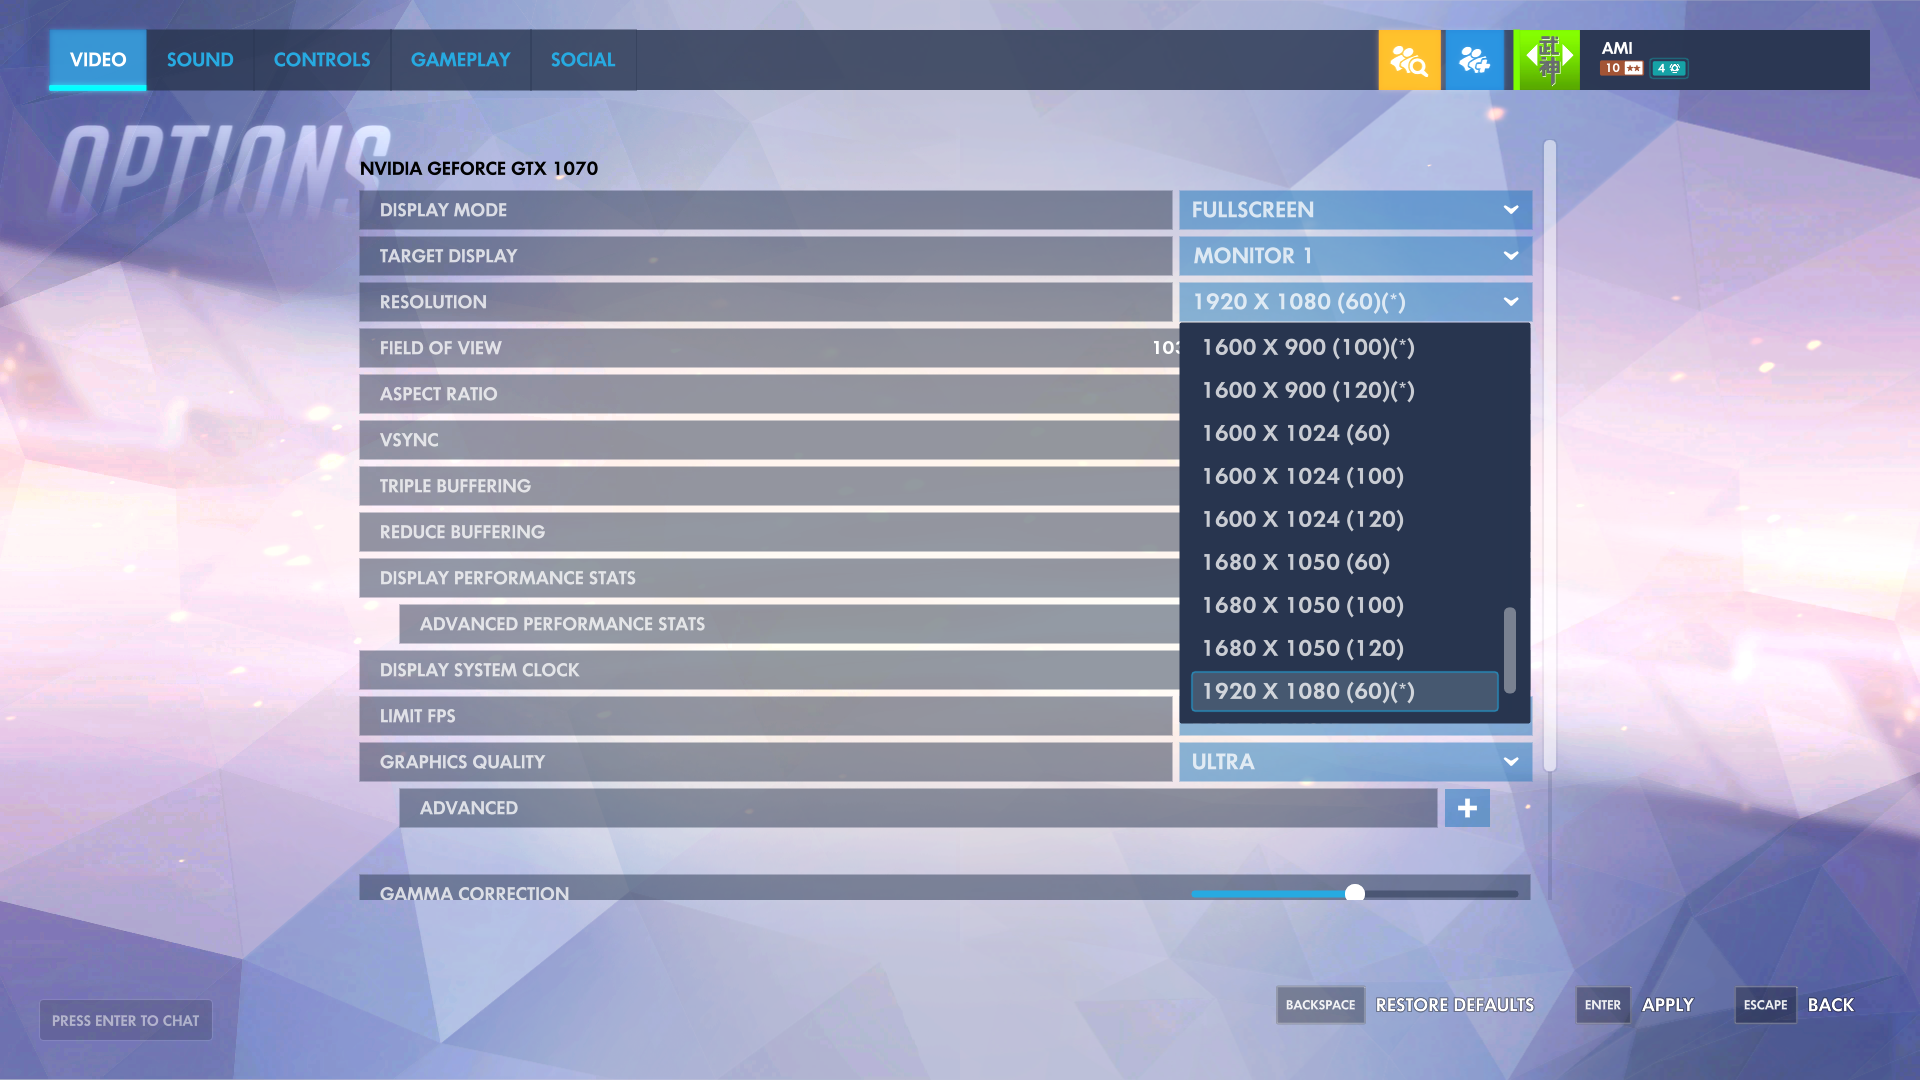 VIDEO
SOUND
CONTROLS
GAMEPLAY
SOCIAL
武神
AMI
10
4
OPTIONS
NVIDIA GEFORCE GTX 1070
DISPLAY MODE
FULLSCREEN
TARGET DISPLAY
MONITOR 1
RESOLUTION
1920 X 1080 (60)(*)
FIELD OF VIEW
103
1600 X 900 (100)(*)
1600 X 900 (120)(*)
ASPECT RATIO
1600 X 1024 (60)
VSYNC
1600 X 1024 (100)
TRIPLE BUFFERING
1600 X 1024 (120)
REDUCE BUFFERING
1680 X 1050 (60)
DISPLAY PERFORMANCE STATS
1680 X 1050 (100)
ADVANCED PERFORMANCE STATS
1680 X 1050 (120)
DISPLAY SYSTEM CLOCK
1920 X 1080 (60)(*)
LIMIT FPS
GRAPHICS QUALITY
ULTRA
ADVANCED
GAMMA CORRECTION
PRESS ENTER TO CHAT
BACKSPACE
RESTORE DEFAULTS
ENTER
APPLY
ESCAPE
BACK